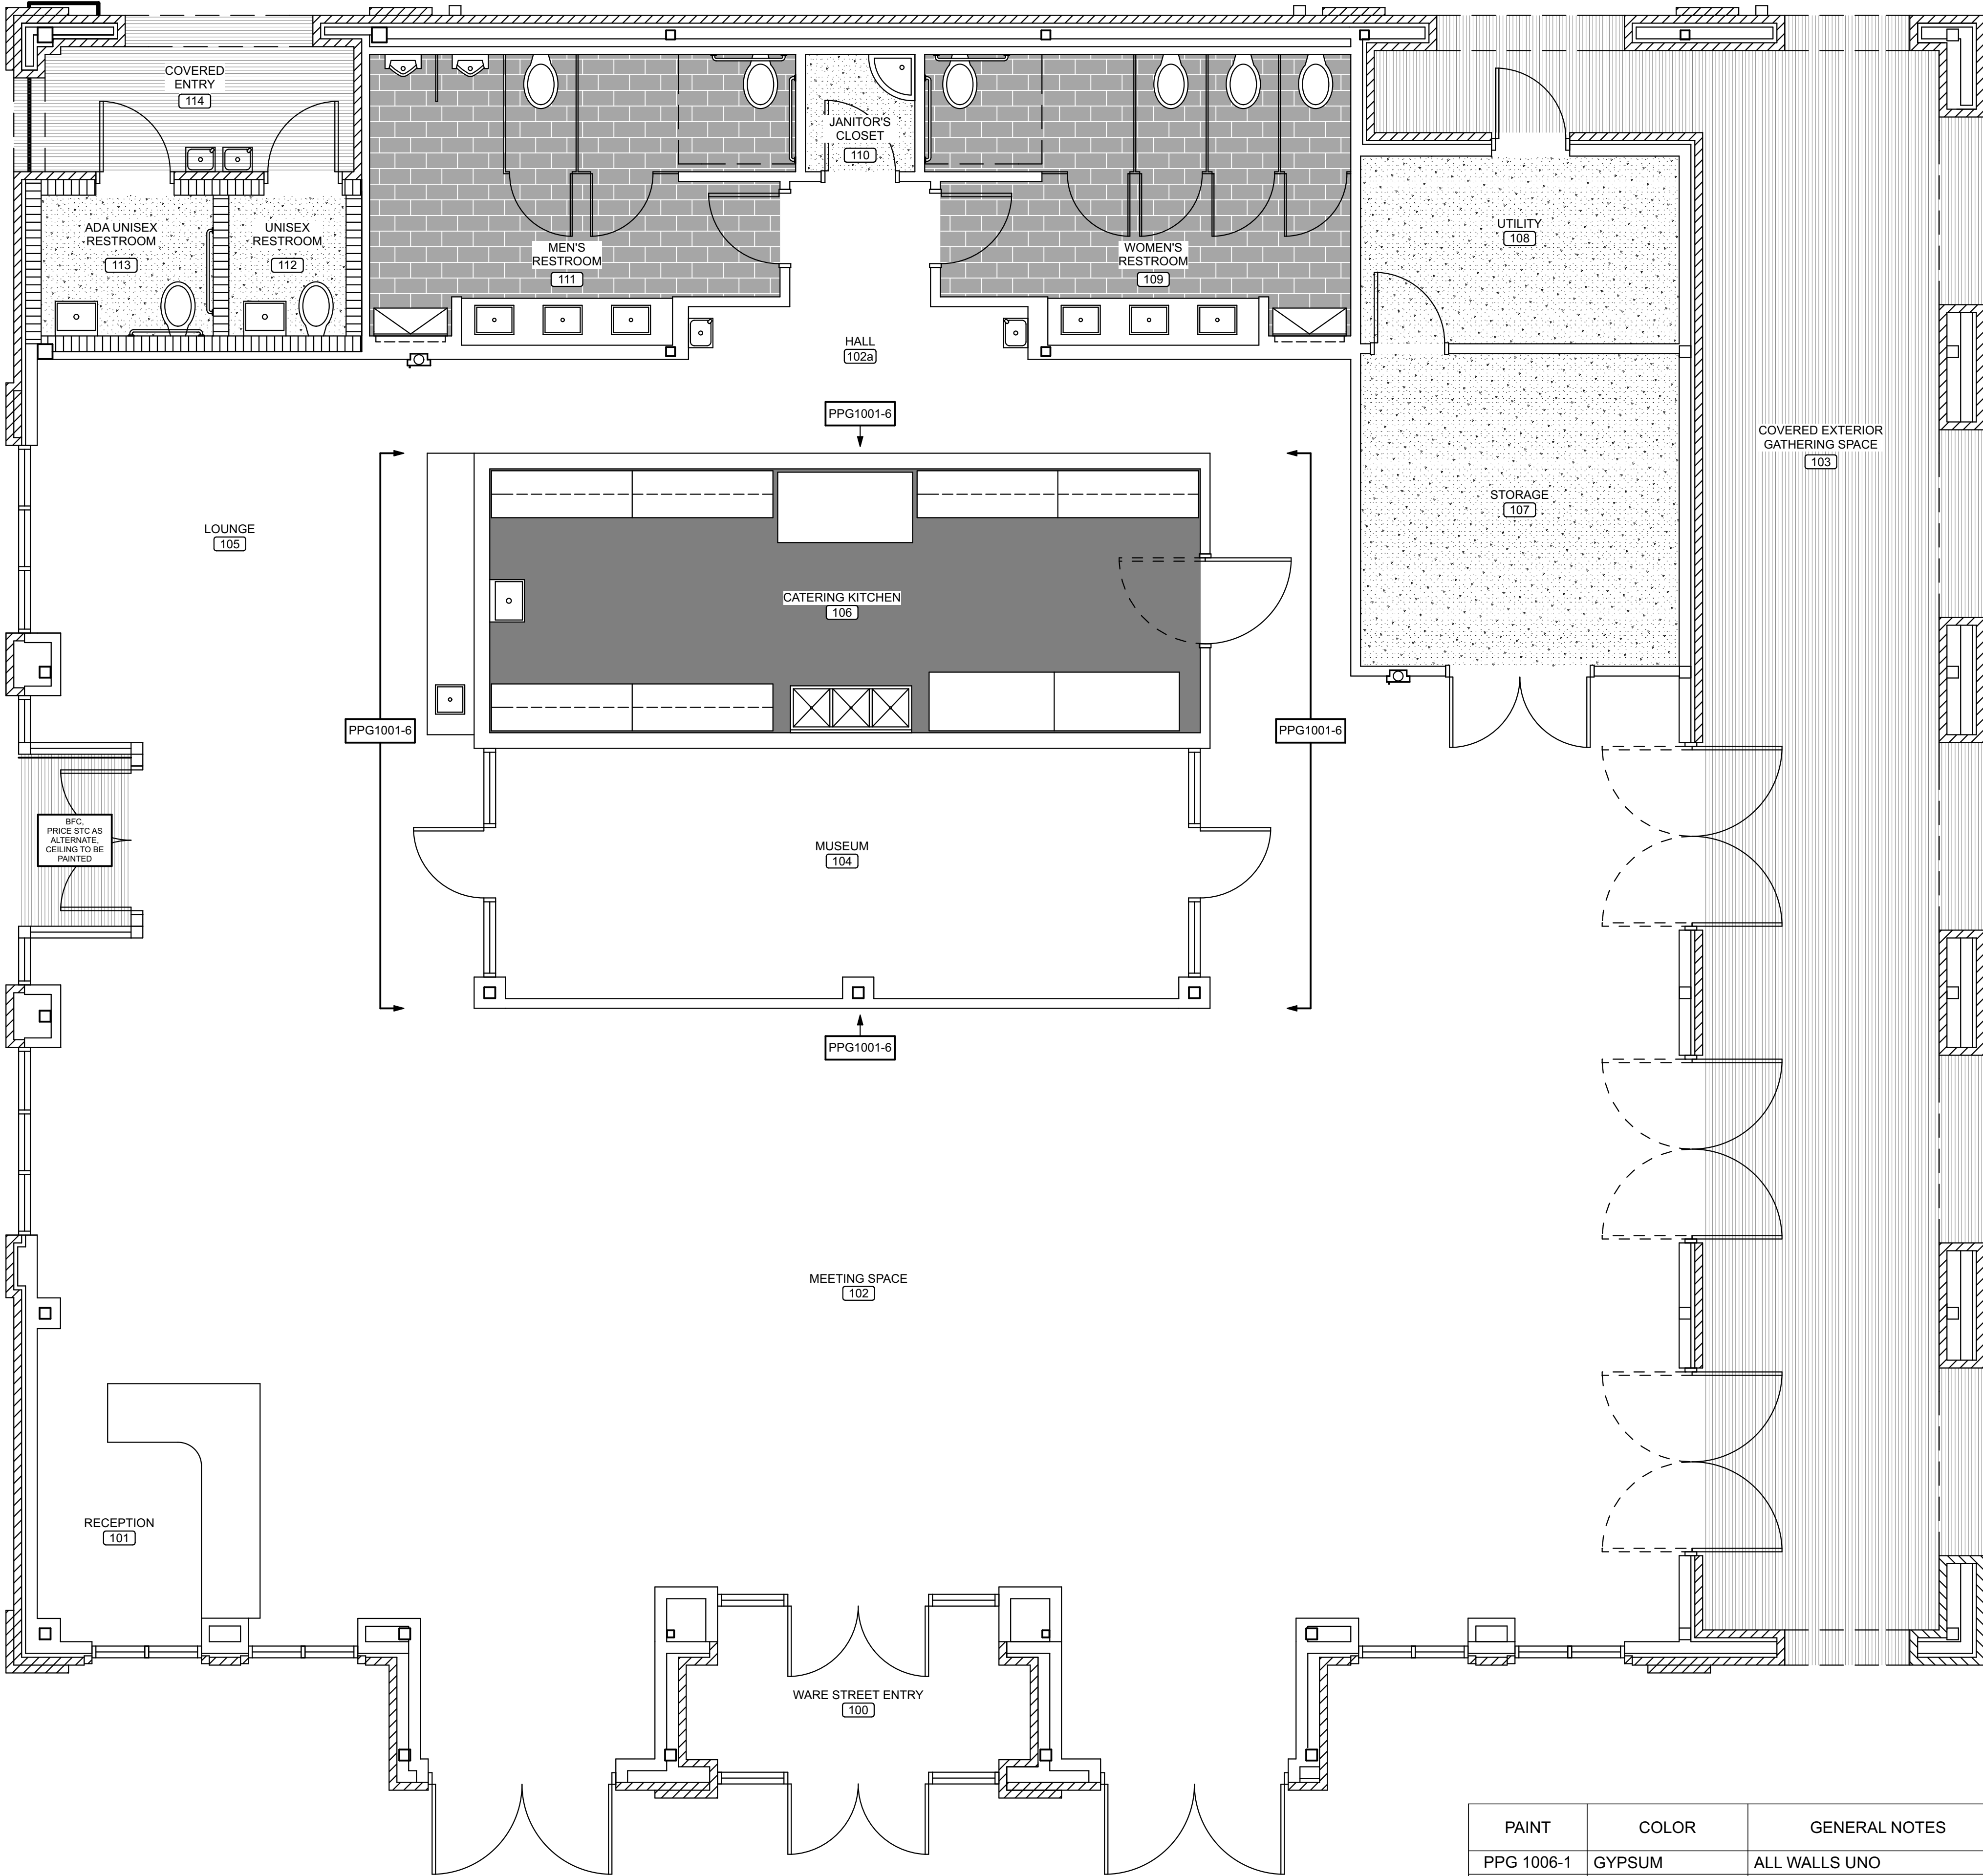 COVERED
ENTRY
114
JANITOR'S
CLOSET
110
ADA UNISEX
RESTROOM
113
UNISEX
RESTROOM
112
MEN'S
RESTROOM
111
WOMEN'S
RESTROOM
109
UTILITY
108
HALL
102a
PPG1001-6
COVERED EXTERIOR
GATHERING SPACE
103
LOUNGE
105
STORAGE
107
CATERING KITCHEN
106
PPG1001-6
PPG1001-6
BFC,
PRICE STC AS
ALTERNATE,
CEILING TO BE
PAINTED
MUSEUM
104
PPG1001-6
MEETING SPACE
102
RECEPTION
101
WARE STREET ENTRY
100
PAINT COLOR GENERAL NOTES
PPG 1006-1 GYPSUM ALL WALLS UNO